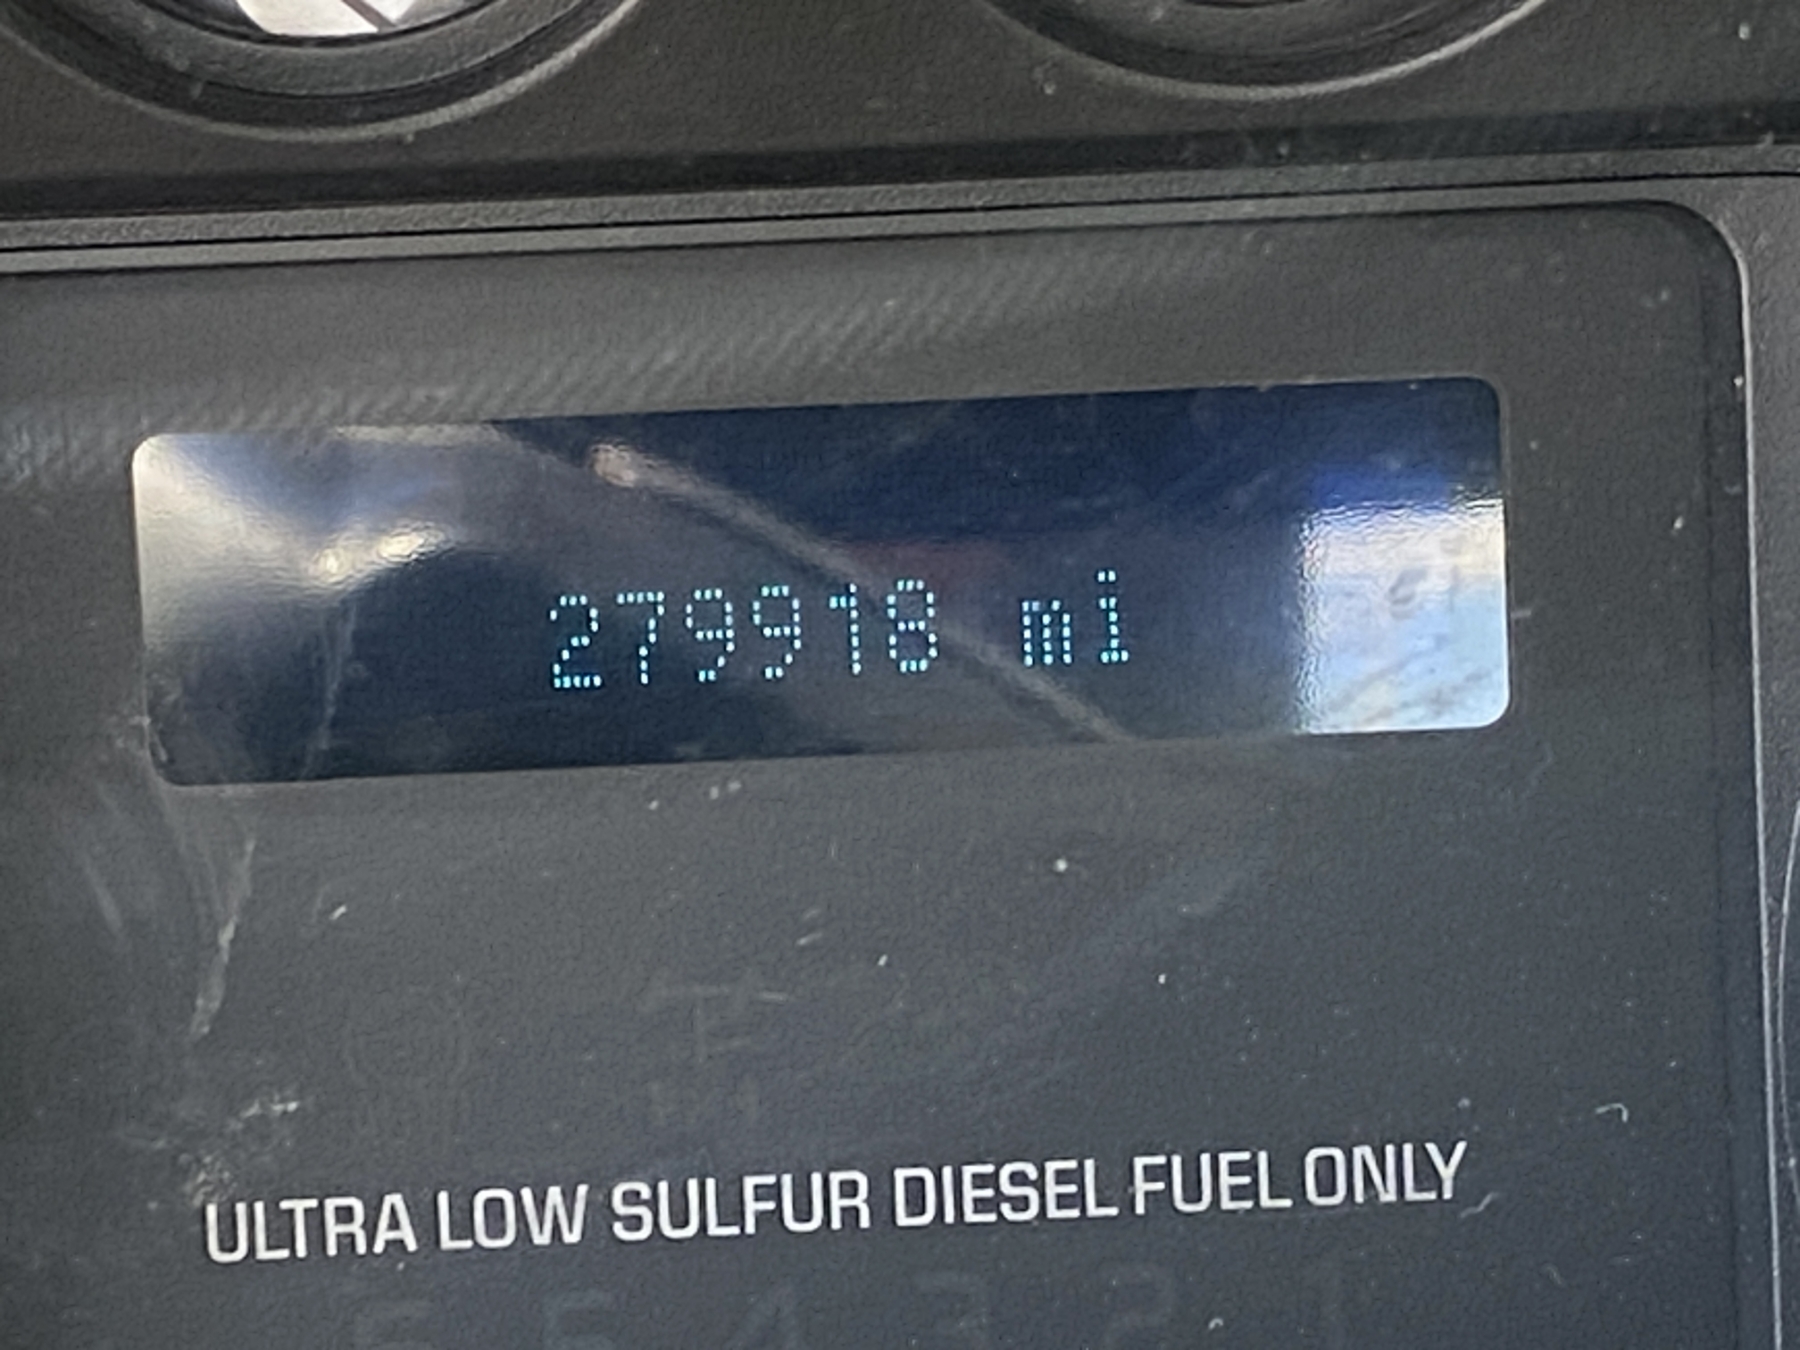 279918 mi
ULTRA LOW SULFUR DIESEL FUEL ONLY